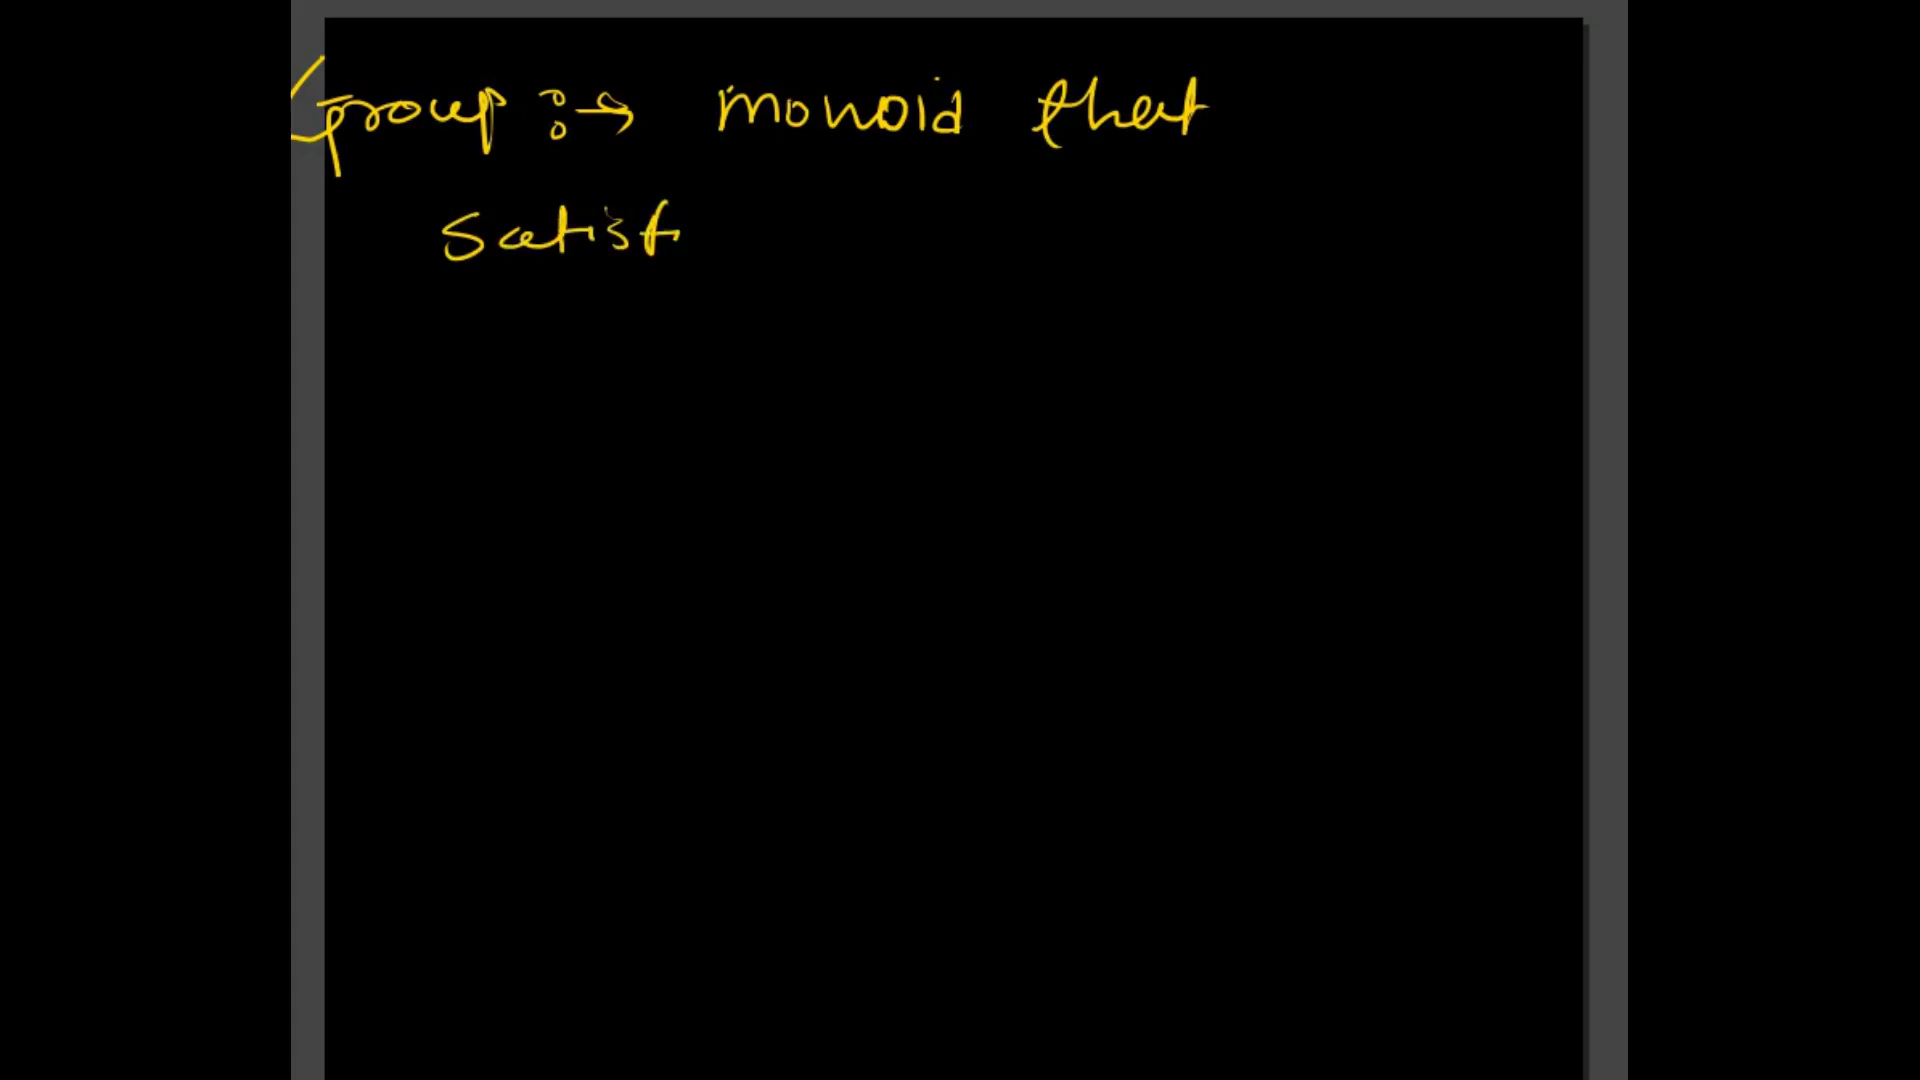 Group :→ monoid that
satisf